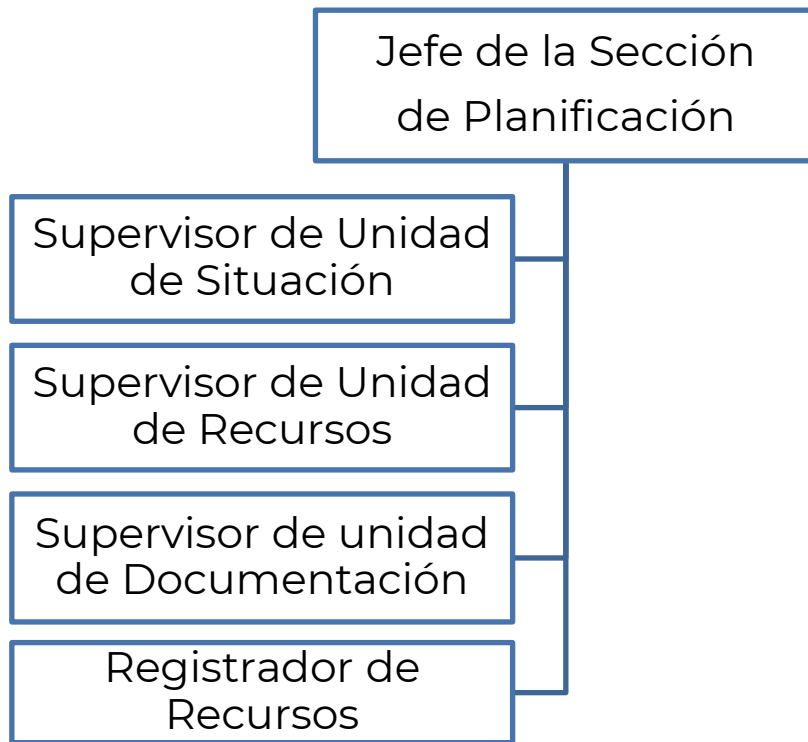 Jefe de la Sección
de Planificación
Supervisor de Unidad
de Situación
Supervisor de Unidad
de Recursos
Supervisor de unidad
de Documentación
Registrador de
Recursos